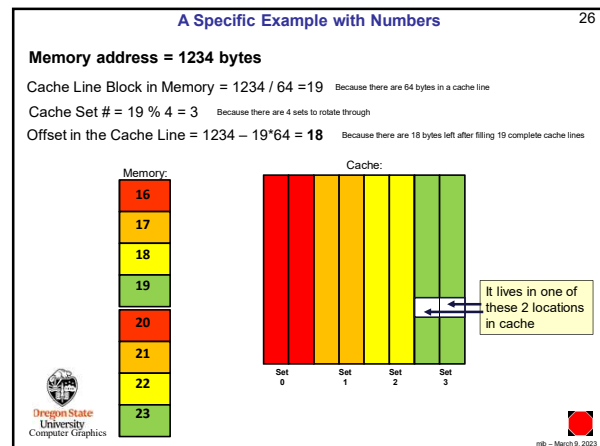 A Specific Example with Numbers
26
Memory address = 1234 bytes
Cache Line Block in Memory = 1234 / 64 =19 Because there are 64 bytes in a cache line
Cache Set # = 19 % 4 = 3 Because there are 4 sets to rotate through
Offset in the Cache Line = 1234 – 19*64 = 18 Because there are 18 bytes left after filling 19 complete cache lines
Memory:
16
17
18
19
20
21
22
23
Cache:
It lives in one of
these 2 locations
in cache
Set Set Set Set
0 1 2 3
Oregon State
University
Computer Graphics
mjb – March 9, 2023